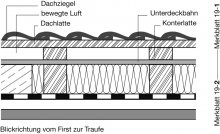 Dachziegel
bewegte Luft
Unterdeckbahn
Dachlatte
Konterlatte
Merkblatt 19-1
Merkblatt 19-2
Blickrichtung vom First zur Traufe